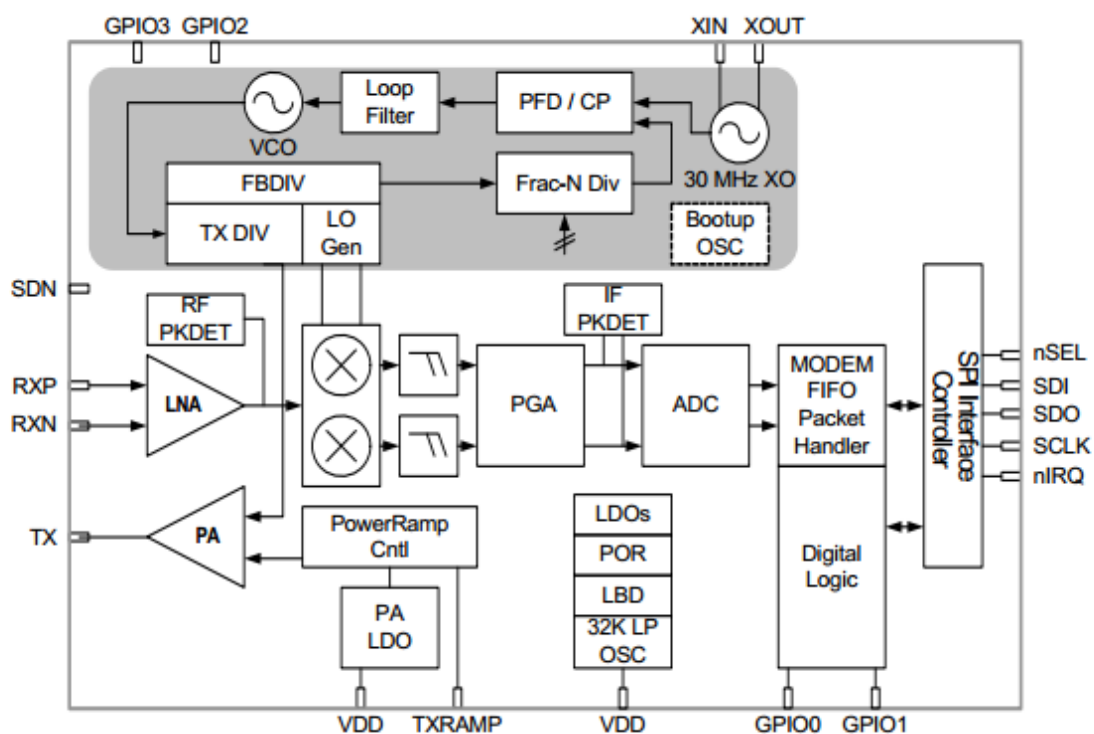 GPIO3
GPIO2
XIN
XOUT
Loop
Filter
PFD / CP
VCO
30 MHz XO
FBDIV
Frac-N Div
TX DIV
LO
Gen
Bootup
OSC
SDN
RF
PKDET
IF
PKDET
RXP
RXN
LNA
PGA
ADC
MODEM
FIFO
Packet
Handler
SPI Interface
Controller
nSEL
SDI
SDO
SCLK
nIRQ
TX
PA
PowerRamp
Cntl
PA
LDO
LDOs
POR
LBD
32K LP
OSC
Digital
Logic
VDD
TXRAMP
VDD
GPIO0
GPIO1